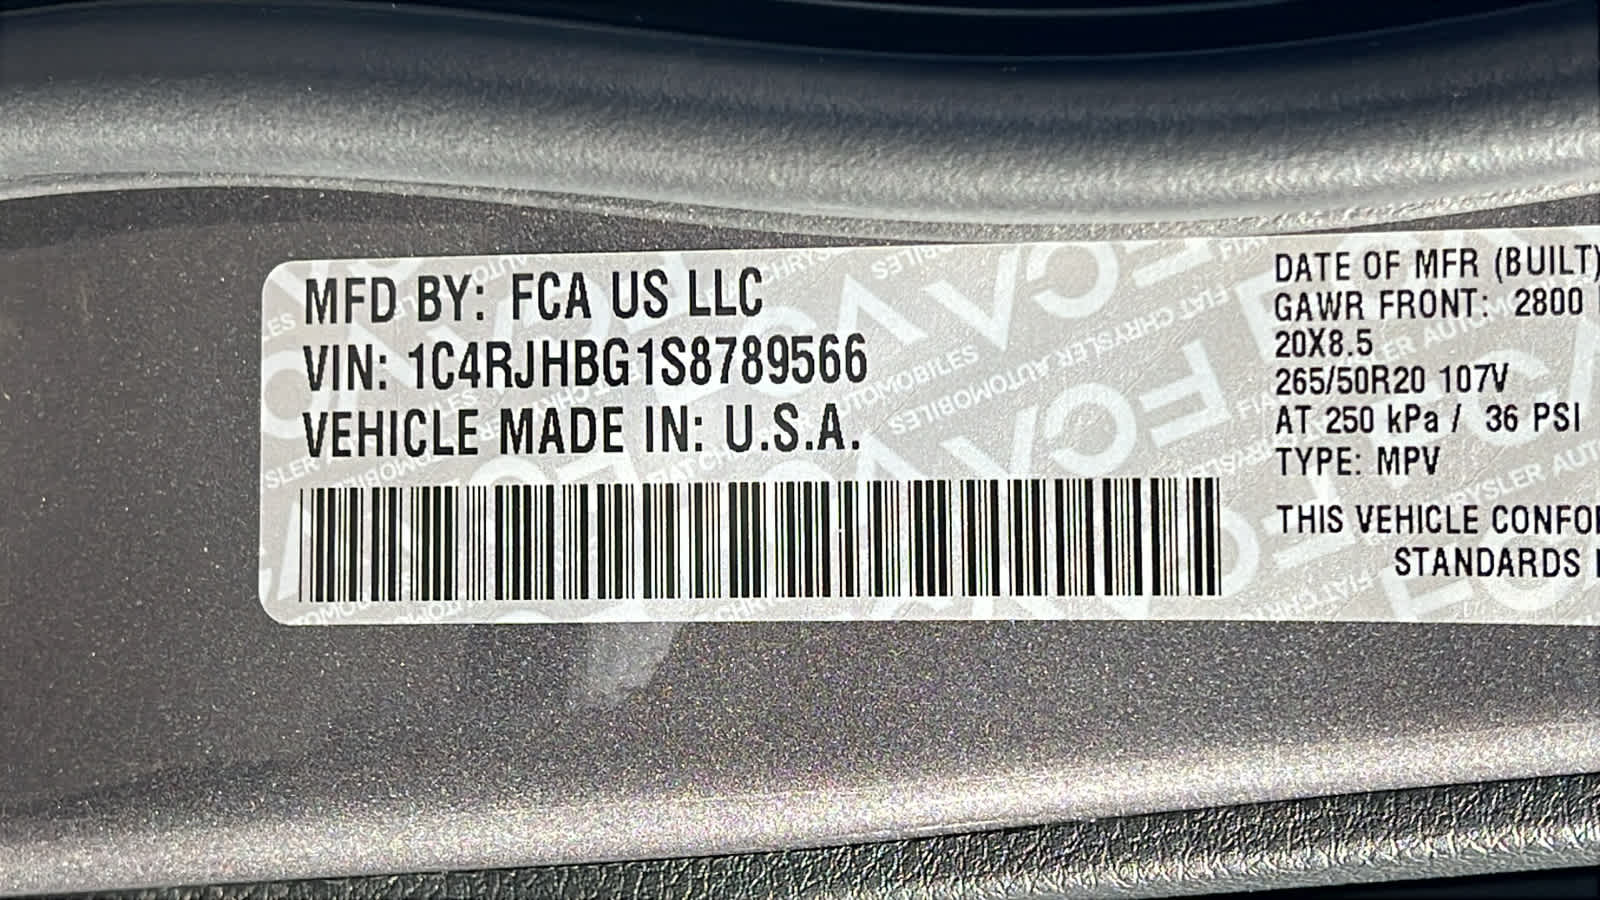 MFD BY: FCA US LLC
VIN: 1C4RJHBG1S8789566
VEHICLE MADE IN: U.S.A.
DATE OF MFR (BUILT)
GAWR FRONT: 2800
20X8.5
265/50R20 107V
AT 250 kPa / 36 PSI
TYPE: MPV
THIS VEHICLE
STANDARDS